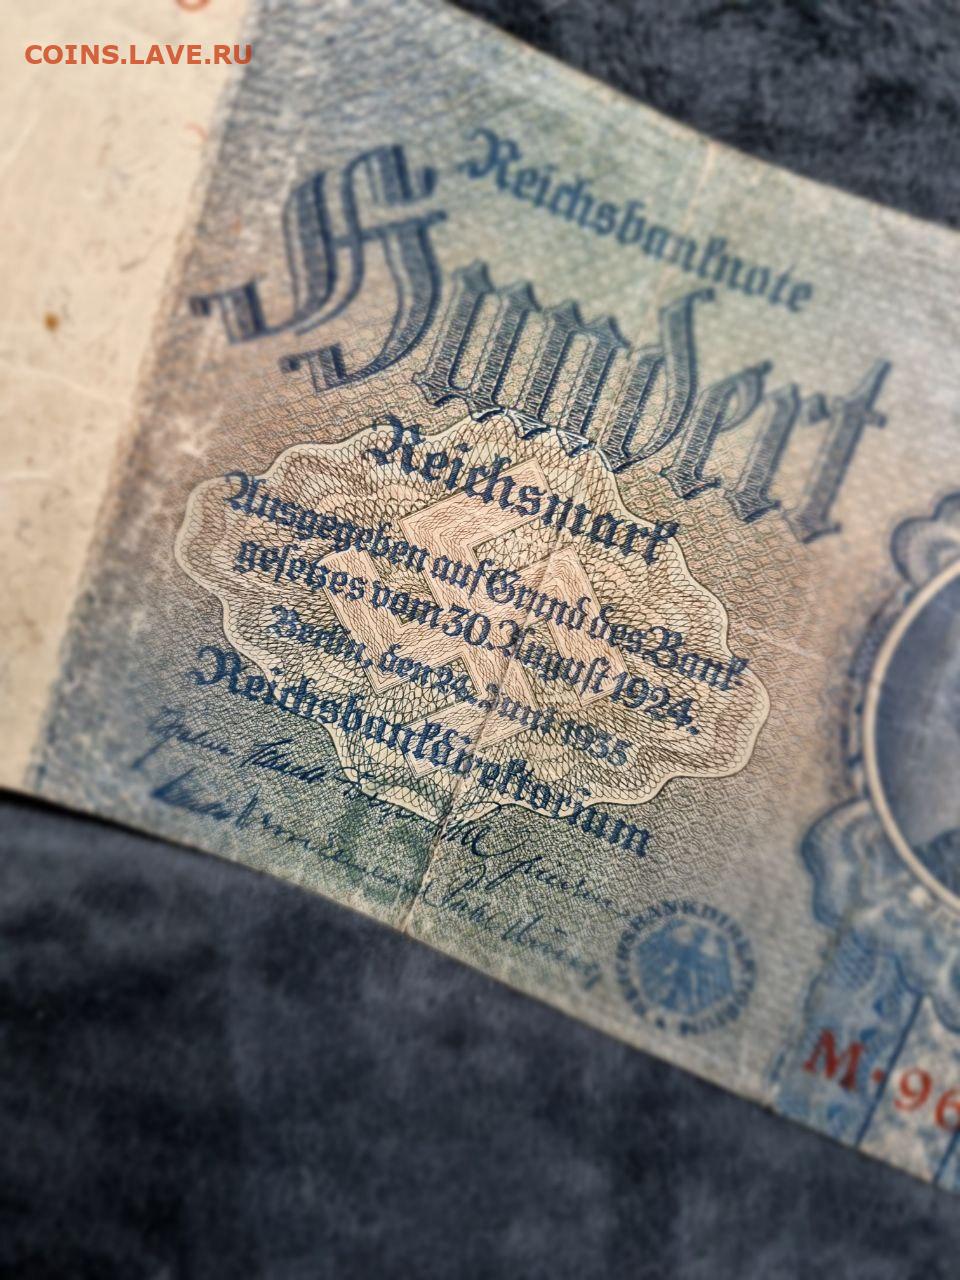 COINS.LAVE.RU
Reichsbanknote
Hundert
Reichsmark
Ausgegeben auf Grund des Bank
gesetzes vom 30. August 1924.
Berlin, den 24. Juni 1935
Reichsbankdirektorium
REICHSBANKDIREKTORIUM
M·96